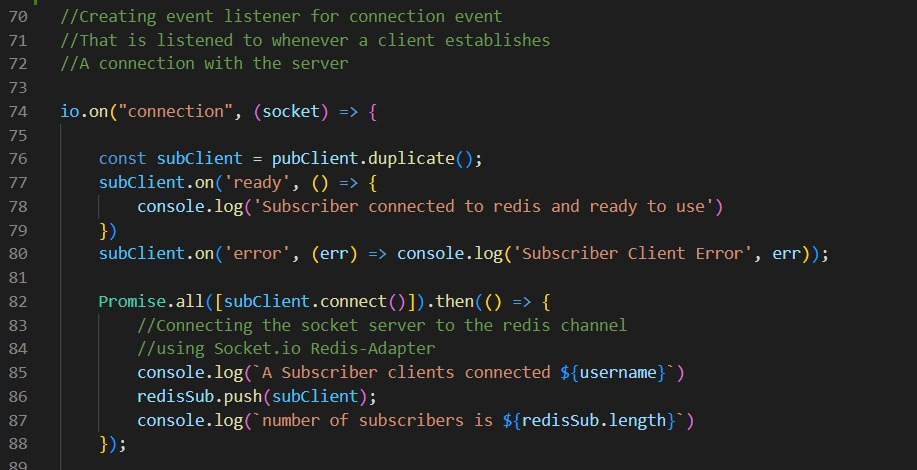 70 //Creating event listener for connection event
71 //That is listened to whenever a client establishes
72 //A connection with the server
73
74 io.on("connection", (socket) => {
75
76 const subClient = pubClient.duplicate();
77 subClient.on('ready', () => {
78 console.log('Subscriber connected to redis and ready to use')
79 })
80 subClient.on('error', (err) => console.log('Subscriber Client Error', err));
81
82 Promise.all([subClient.connect()]).then(() => {
83 //Connecting the socket server to the redis channel
84 //using Socket.io Redis-Adapter
85 console.log(`A Subscriber clients connected ${username}`)
86 redisSub.push(subClient);
87 console.log(`number of subscribers is ${redisSub.length}`)
88 });
89